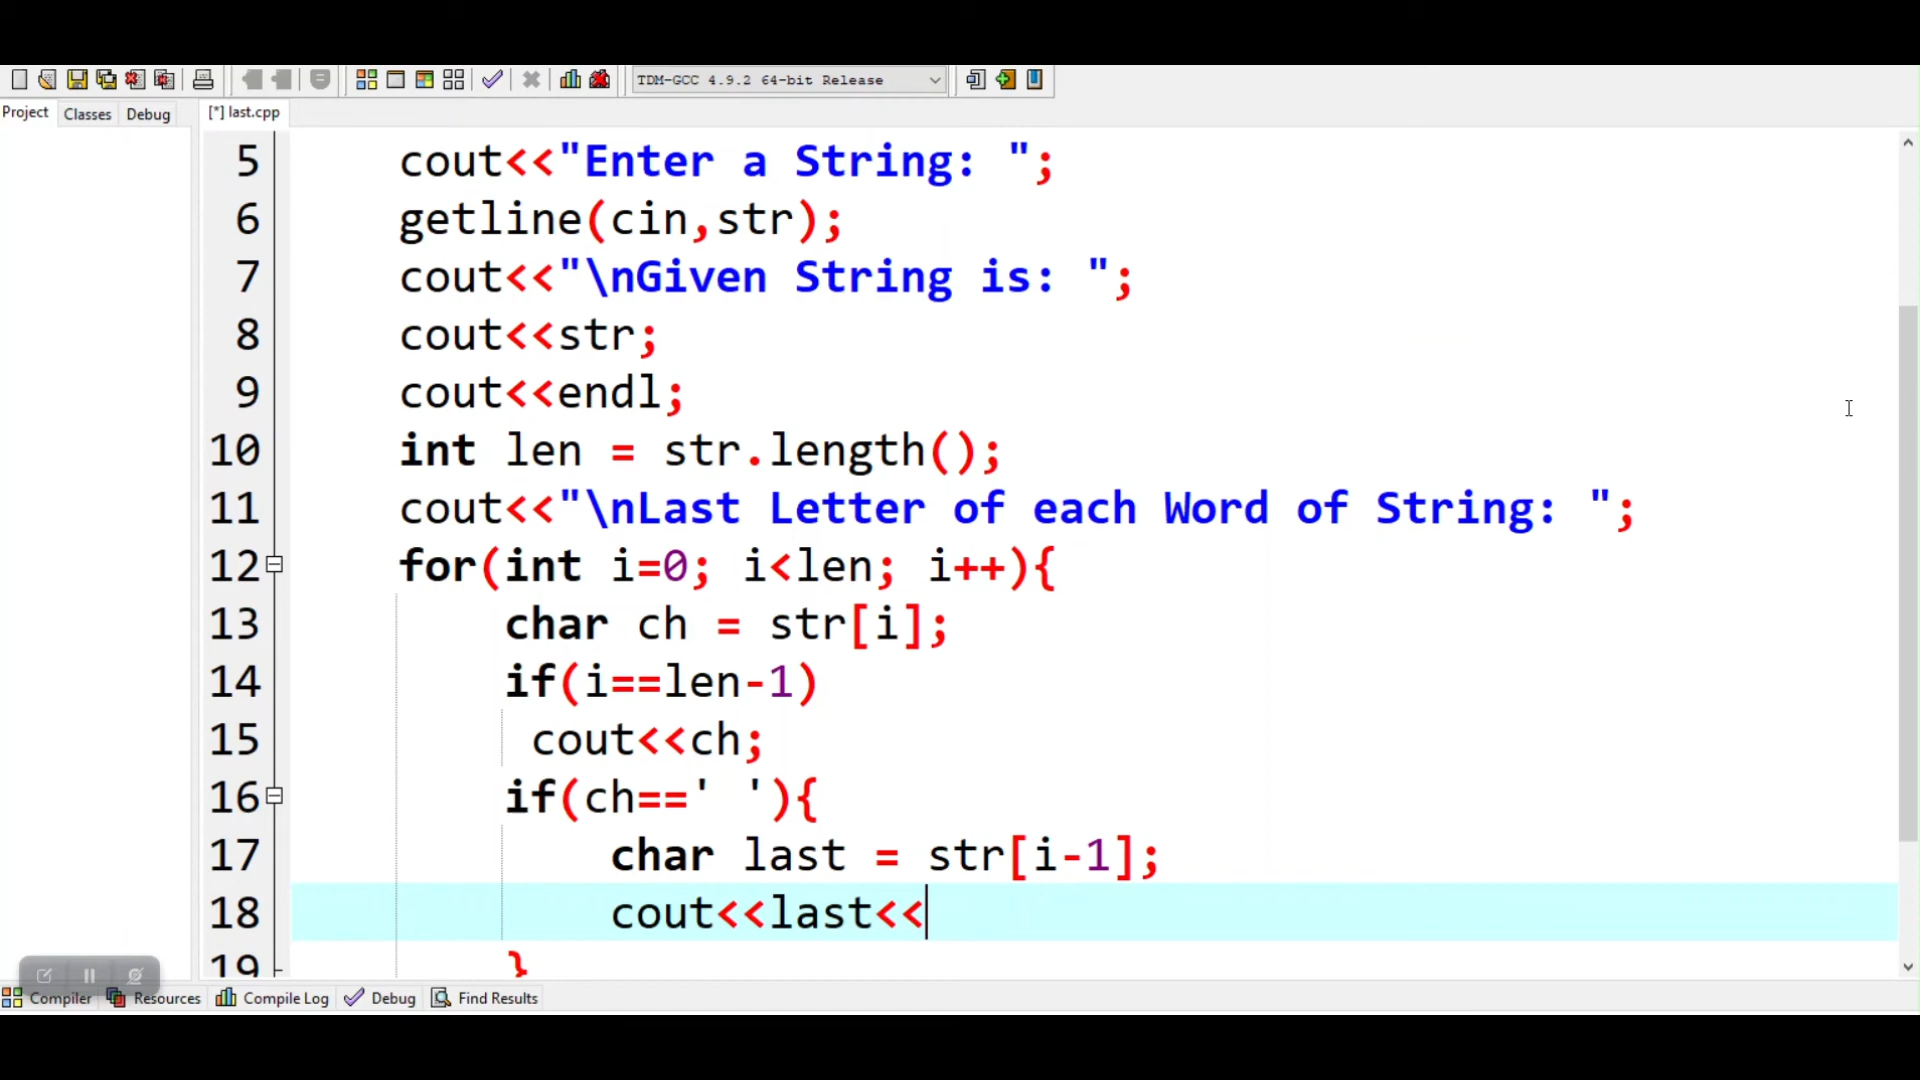 TDM-GCC 4.9.2 64-bit Release
Project Classes Debug [*] last.cpp
5 cout<<"Enter a String: ";
6 getline(cin,str);
7 cout<<"\nGiven String is: ";
8 cout<<str;
9 cout<<endl;
10 int len = str.length();
11 cout<<"\nLast Letter of each Word of String: ";
12 for(int i=0; i<len; i++){
13 char ch = str[i];
14 if(i==len-1)
15 cout<<ch;
16 if(ch==' '){
17 char last = str[i-1];
18 cout<<last<<
19 }
Compiler Resources Compile Log Debug Find Results